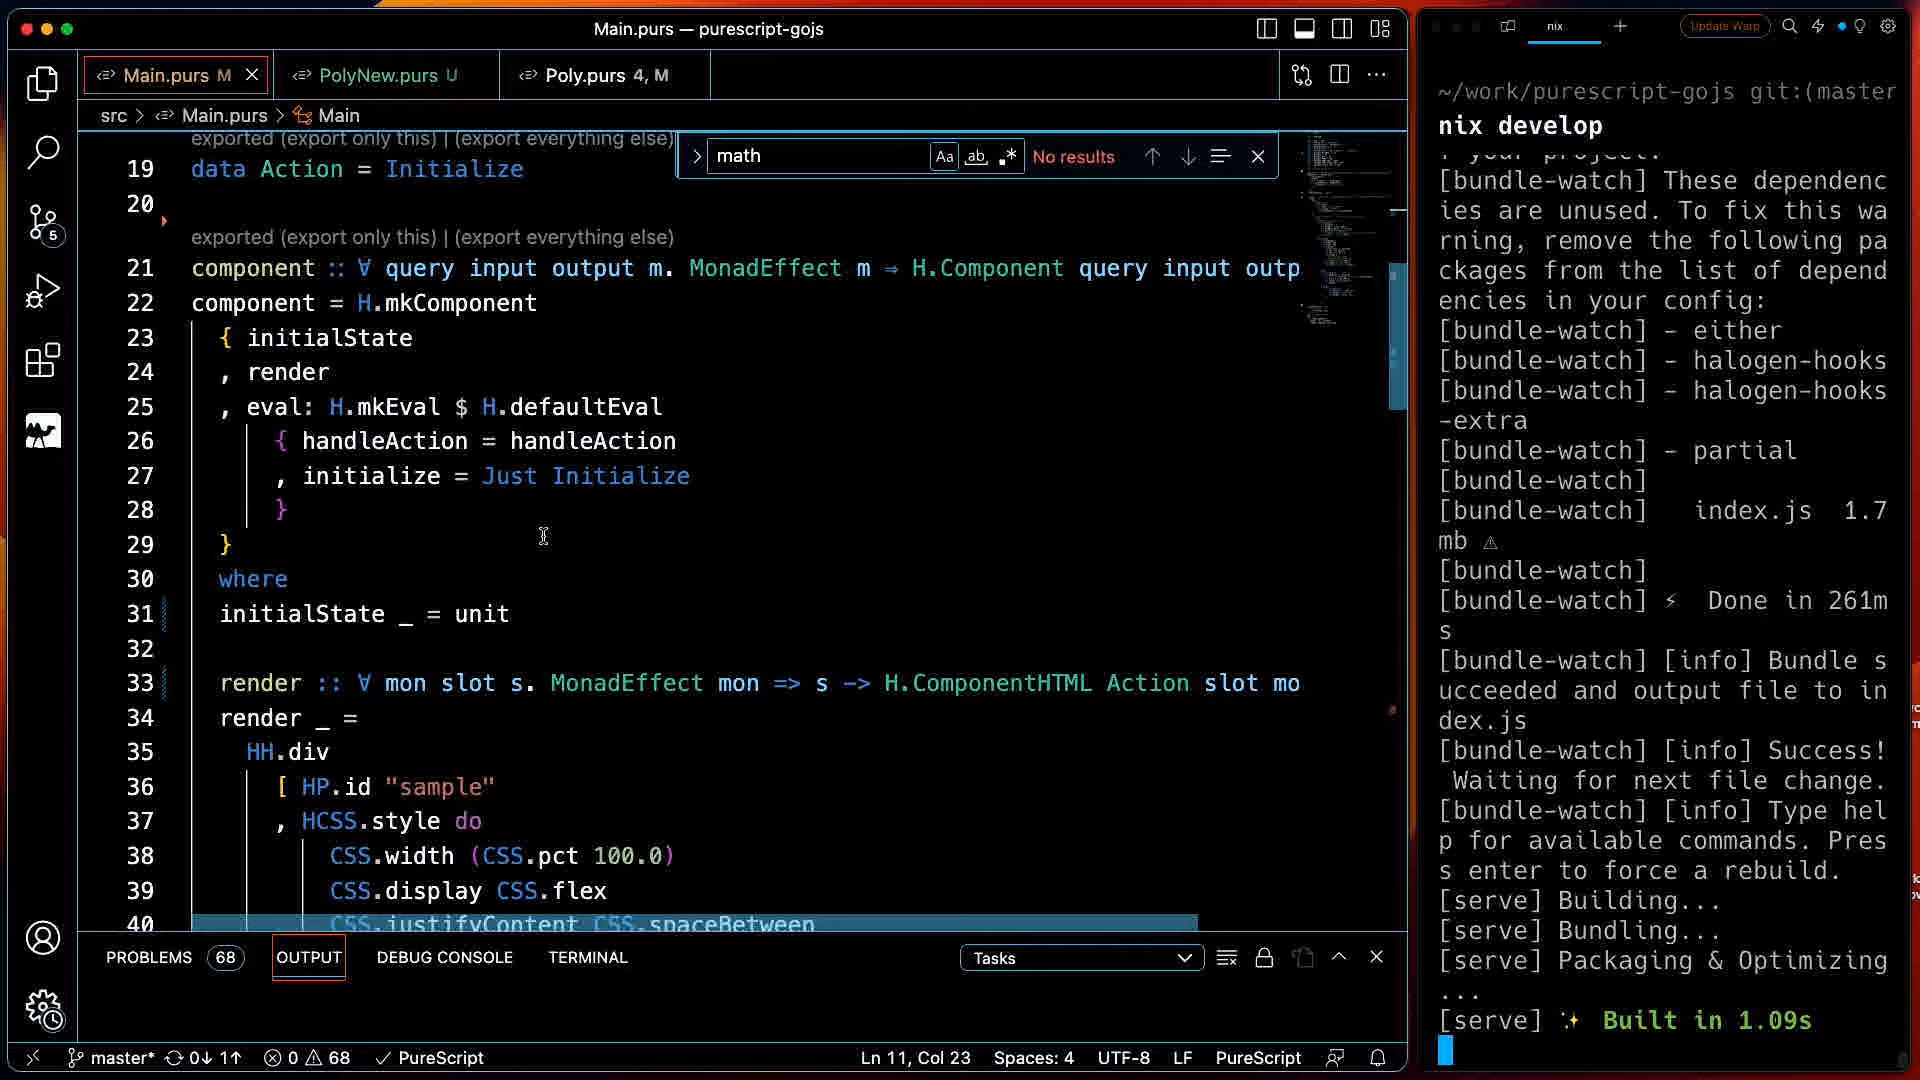 Main.purs — purescript-gojs
Main.purs M
PolyNew.purs U
Poly.purs 4, M
src > Main.purs > Main
math
Aa ab .*
No results
exported (export only this) | (export everything else)
19 data Action = Initialize
20
exported (export only this) | (export everything else)
21 component :: ∀ query input output m. MonadEffect m ⇒ H.Component query input outp
22 component = H.mkComponent
23 { initialState
24 , render
25 , eval: H.mkEval $ H.defaultEval
26 { handleAction = handleAction
27 , initialize = Just Initialize
28 }
29 }
30 where
31 initialState _ = unit
32
33 render :: ∀ mon slot s. MonadEffect mon => s -> H.ComponentHTML Action slot mo
34 render _ =
35 HH.div
36 [ HP.id "sample"
37 , HCSS.style do
38 CSS.width (CSS.pct 100.0)
39 CSS.display CSS.flex
40 CSS.justifyContent CSS.spaceBetween
PROBLEMS 68 OUTPUT DEBUG CONSOLE TERMINAL
Tasks
5
master* 0↓ 1↑ 0 68 PureScript
Ln 11, Col 23 Spaces: 4 UTF-8 LF PureScript
nix
Update Warp
~/work/purescript-gojs git:(master
nix develop
f your project.
[bundle-watch] These dependenc
ies are unused. To fix this wa
rning, remove the following pa
ckages from the list of depend
encies in your config:
[bundle-watch] - either
[bundle-watch] - halogen-hooks
[bundle-watch] - halogen-hooks
-extra
[bundle-watch] - partial
[bundle-watch]
[bundle-watch] index.js 1.7
mb ⚠
[bundle-watch]
[bundle-watch] ⚡ Done in 261m
s
[bundle-watch] [info] Bundle s
ucceeded and output file to in
dex.js
[bundle-watch] [info] Success!
Waiting for next file change.
[bundle-watch] [info] Type hel
p for available commands. Pres
s enter to force a rebuild.
[serve] Building...
[serve] Bundling...
[serve] Packaging & Optimizing
...
[serve] ✨ Built in 1.09s